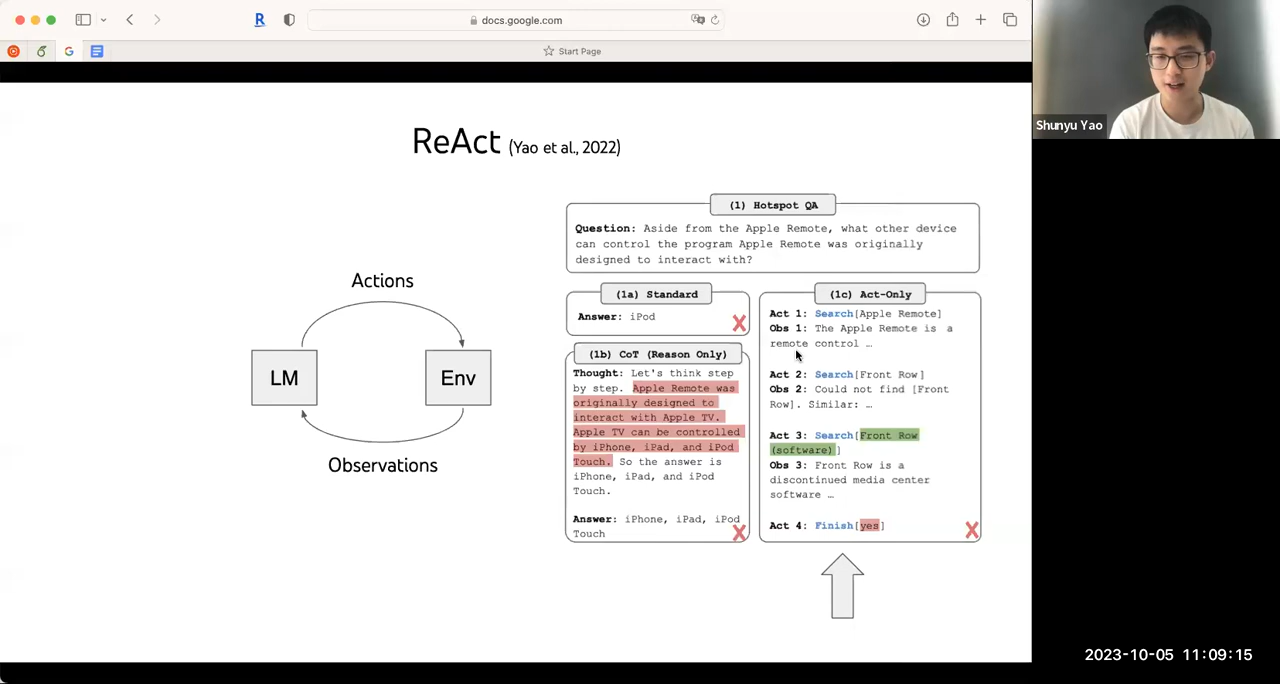 docs.google.com
Start Page
ReAct (Yao et al., 2022)
Actions
LM
Env
Observations
(1) Hotspot QA
Question: Aside from the Apple Remote, what other device
can control the program Apple Remote was originally
designed to interact with?
(1a) Standard
Answer: iPod
(1b) CoT (Reason Only)
Thought: Let's think step
by step. Apple Remote was
originally designed to
interact with Apple TV.
Apple TV can be controlled
by iPhone, iPad, and iPod
Touch. So the answer is
iPhone, iPad, and iPod
Touch.
Answer: iPhone, iPad, iPod
Touch
(1c) Act-Only
Act 1: Search[Apple Remote]
Obs 1: The Apple Remote is a
remote control …
Act 2: Search[Front Row]
Obs 2: Could not find [Front
Row]. Similar: …
Act 3: Search[Front Row
(software)]
Obs 3: Front Row is a
discontinued media center
software …
Act 4: Finish[yes]
Shunyu Yao
2023-10-05 11:09:15